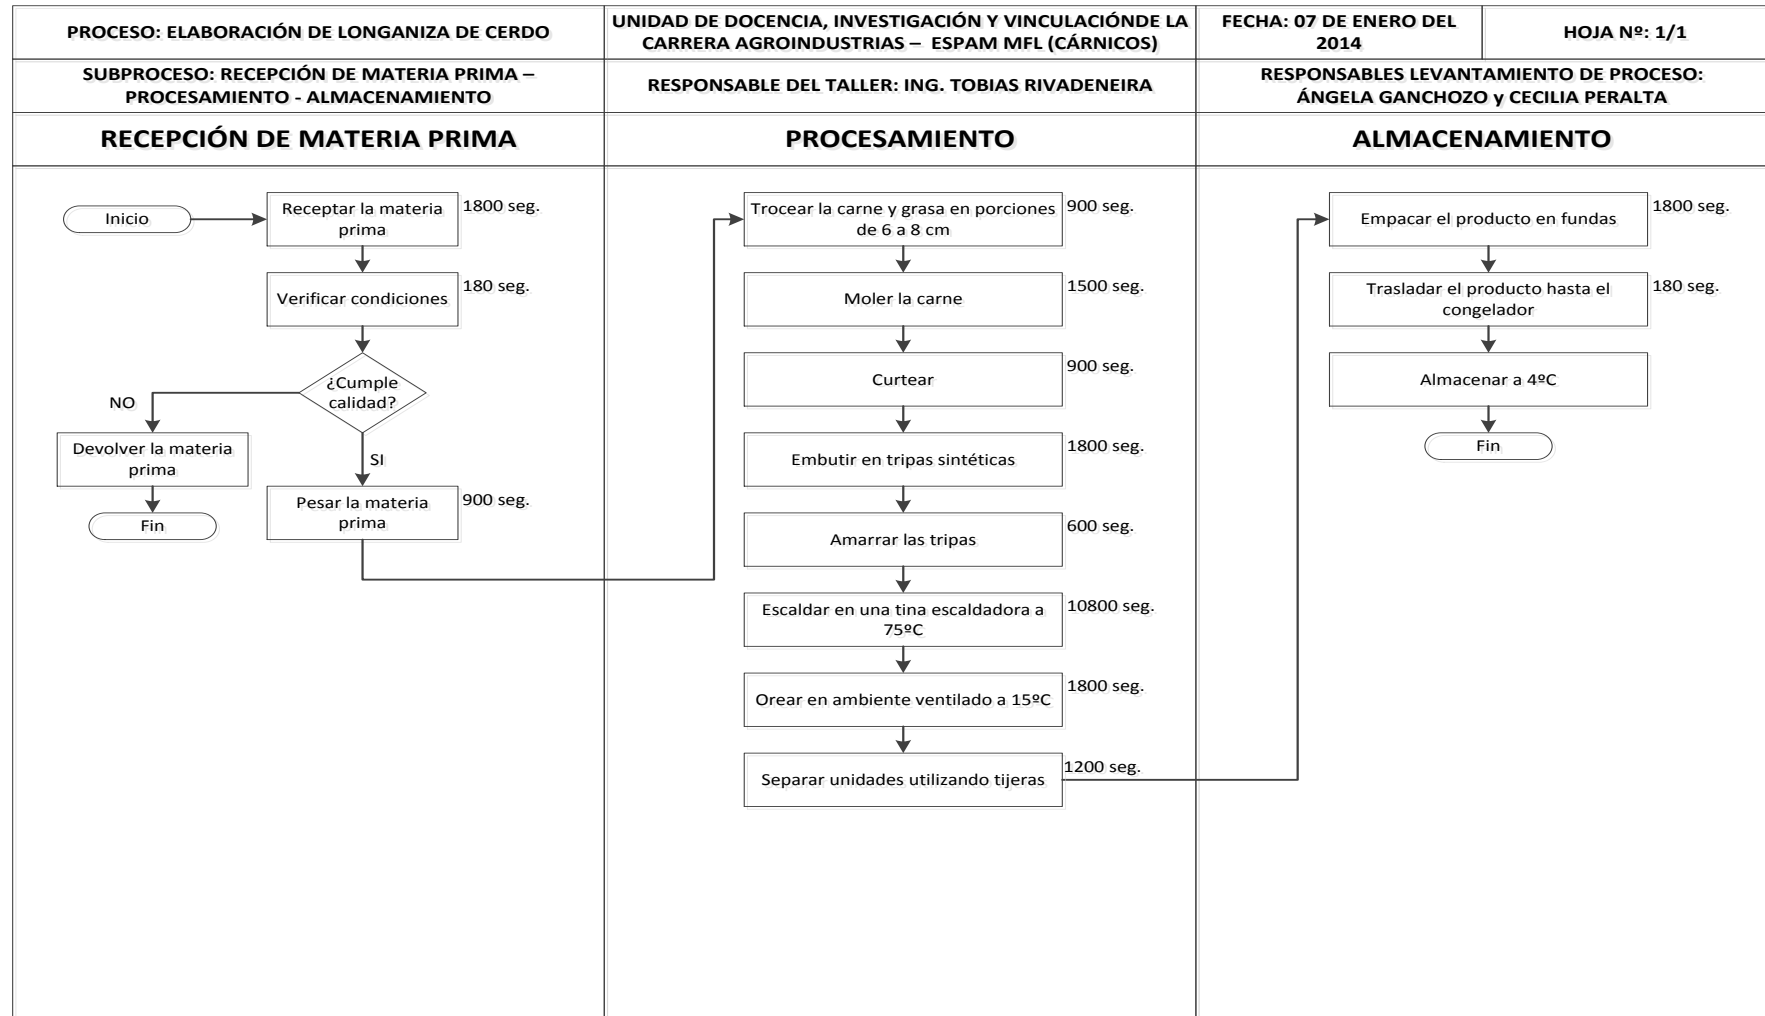 PROCESO: ELABORACIÓN DE LONGANIZA DE CERDO
UNIDAD DE DOCENCIA, INVESTIGACIÓN Y VINCULACIÓNDE LA
CARRERA AGROINDUSTRIAS – ESPAM MFL (CÁRNICOS)
FECHA: 07 DE ENERO DEL
2014
HOJA Nº: 1/1
SUBPROCESO: RECEPCIÓN DE MATERIA PRIMA –
PROCESAMIENTO - ALMACENAMIENTO
RESPONSABLE DEL TALLER: ING. TOBIAS RIVADENEIRA
RESPONSABLES LEVANTAMIENTO DE PROCESO:
ÁNGELA GANCHOZO y CECILIA PERALTA
RECEPCIÓN DE MATERIA PRIMA
PROCESAMIENTO
ALMACENAMIENTO
Inicio
Receptar la materia
prima
1800 seg.
Verificar condiciones
180 seg.
¿Cumple
calidad?
NO
Devolver la materia
prima
Fin
SI
Pesar la materia
prima
900 seg.
Trocear la carne y grasa en porciones
de 6 a 8 cm
900 seg.
Moler la carne
1500 seg.
Curtear
900 seg.
Embutir en tripas sintéticas
1800 seg.
Amarrar las tripas
600 seg.
Escaldar en una tina escaldadora a
75ºC
10800 seg.
Orear en ambiente ventilado a 15ºC
1800 seg.
Separar unidades utilizando tijeras
1200 seg.
Empacar el producto en fundas
1800 seg.
Trasladar el producto hasta el
congelador
180 seg.
Almacenar a 4ºC
Fin